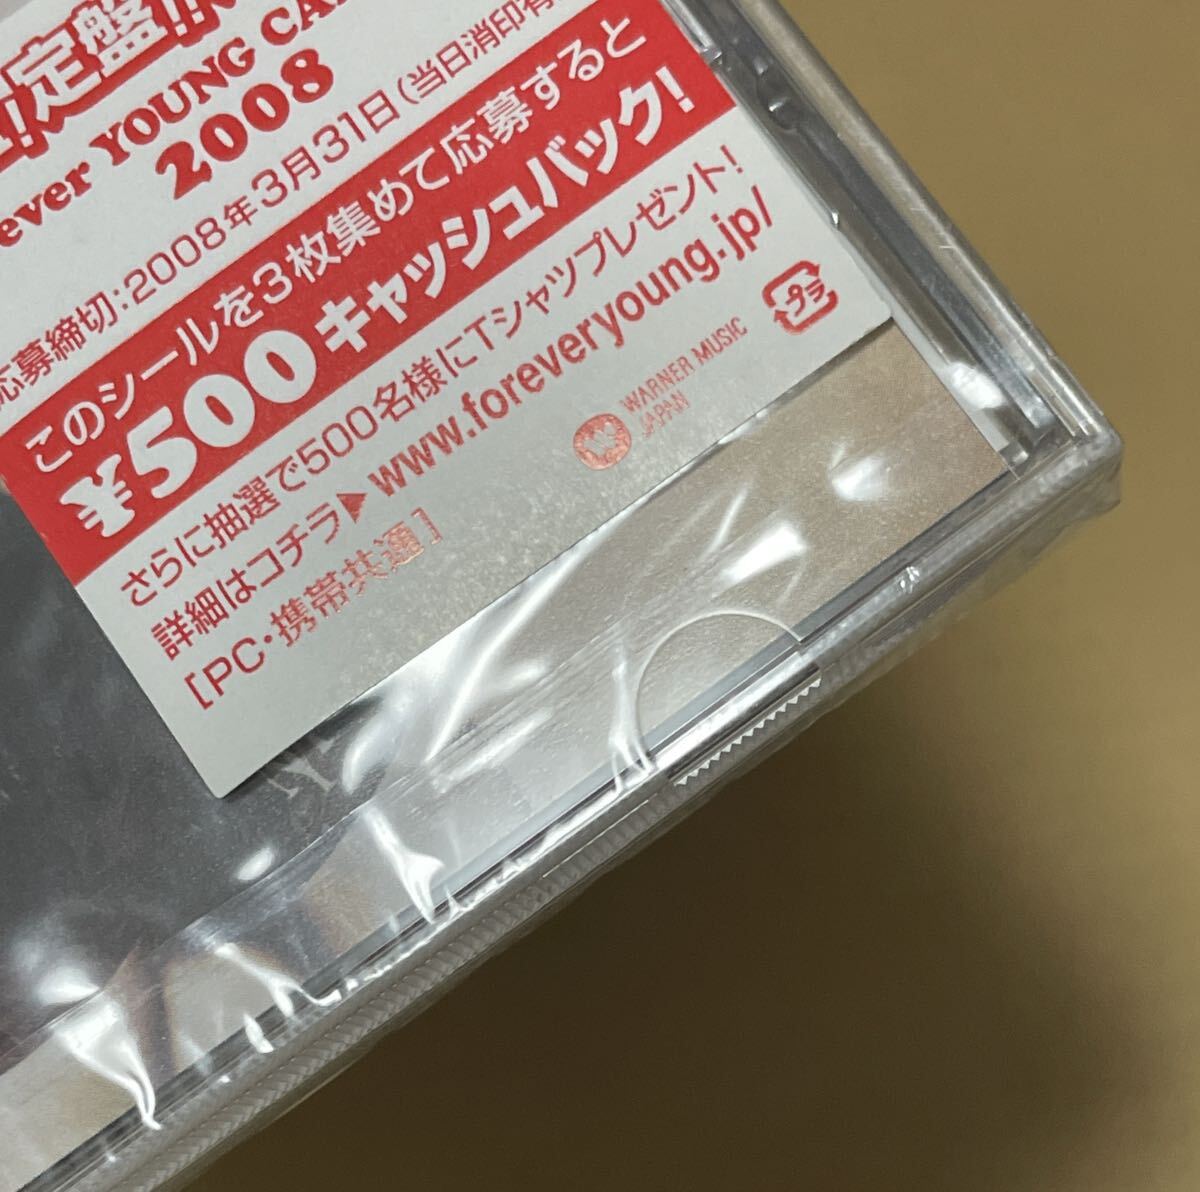 定盤!!
ever YOUNG CA
2008
応募締切:2008年3月31日(当日消印有
このシールを3枚集めて応募すると
¥500キャッシュバック!
さらに抽選で500名様にTシャツプレゼント!
詳細はコチラ▶www.foreveryoung.jp/
[PC・携帯共通]
WARNER MUSIC
JAPAN
プラ